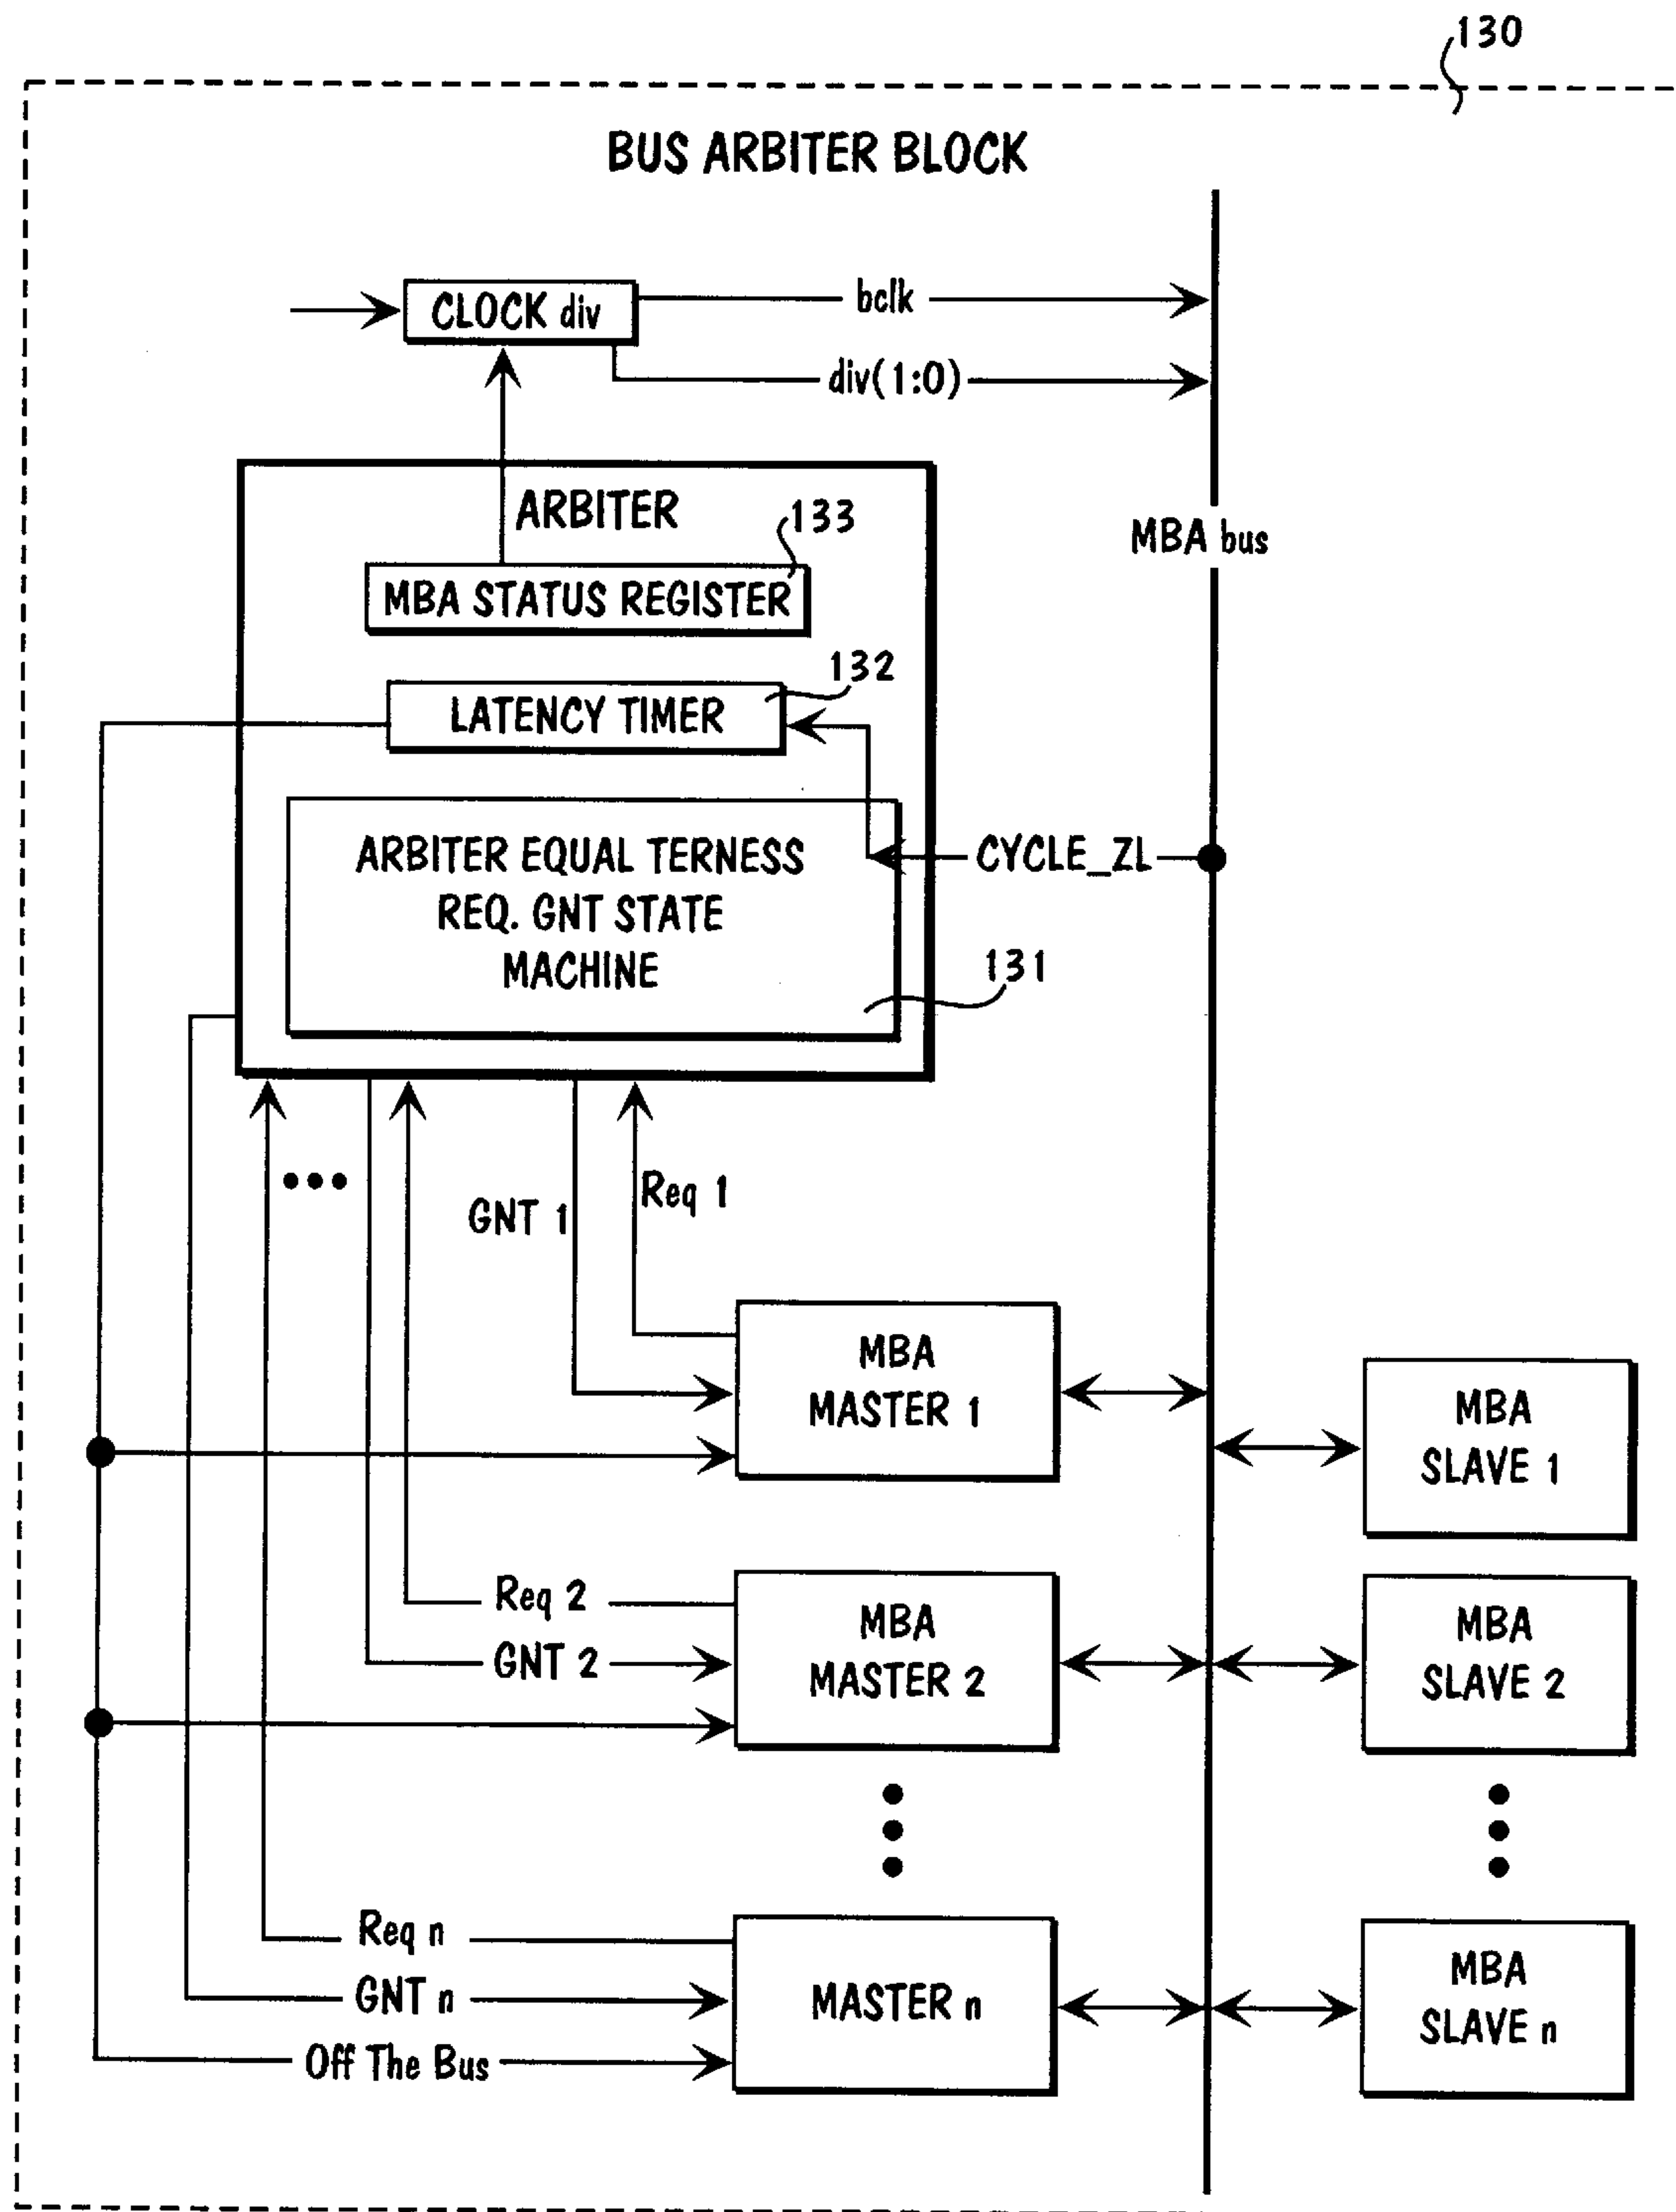 130
BUS ARBITER BLOCK
CLOCK div
bclk
div(1:0)
ARBITER
133
MBA bus
MBA STATUS REGISTER
132
LATENCY TIMER
ARBITER EQUAL TERNESS
REQ. GNT STATE
MACHINE
CYCLE_ZL
131
GNT 1
Req 1
MBA
MASTER 1
MBA
SLAVE 1
Req 2
GNT 2
MBA
MASTER 2
MBA
SLAVE 2
Req n
GNT n
Off The Bus
MASTER n
MBA
SLAVE n